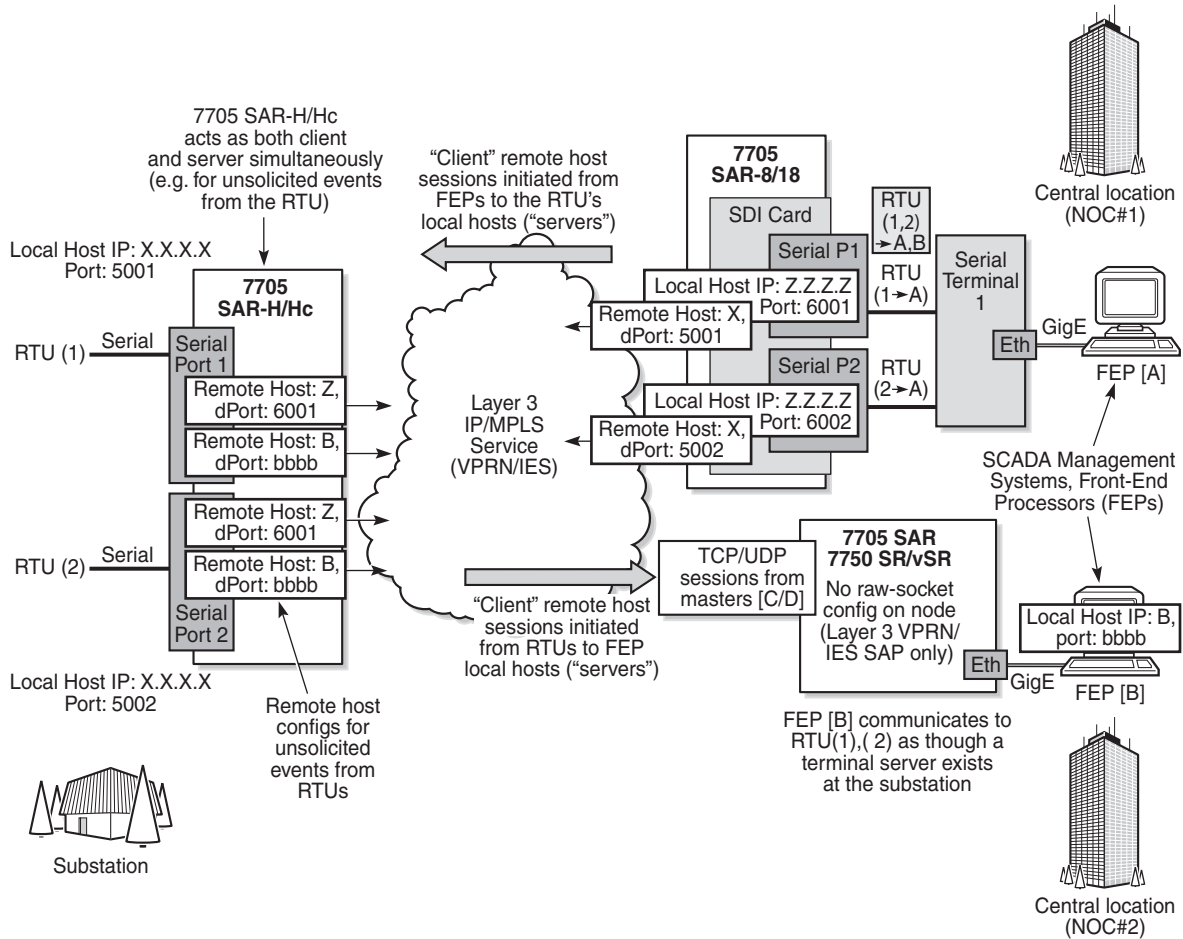 7705 SAR-H/Hc
acts as both client
and server simultaneously
(e.g. for unsolicited events
from the RTU)
Local Host IP: X.X.X.X
Port: 5001
7705
SAR-H/Hc
RTU (1)
Serial
Serial
Port 1
Remote Host: Z,
dPort: 6001
Remote Host: B,
dPort: bbbb
Remote Host: Z,
dPort: 6001
RTU (2)
Serial
Remote Host: B,
dPort: bbbb
Serial
Port 2
Local Host IP: X.X.X.X
Port: 5002
Remote host
configs for
unsolicited
events from
RTUs
Substation
“Client” remote host
sessions initiated from
FEPs to the RTU’s
local hosts (“servers”)
Layer 3
IP/MPLS
Service
(VPRN/IES)
“Client” remote host
sessions initiated
from RTUs to FEP
local hosts (“servers”)
7705
SAR-8/18
SDI Card
Serial P1
Local Host IP: Z.Z.Z.Z
Port: 6001
Remote Host: X,
dPort: 5001
Serial P2
Local Host IP: Z.Z.Z.Z
Port: 6002
Remote Host: X,
dPort: 5002
RTU
(1,2)
→A,B
RTU
(1→A)
RTU
(2→A)
Serial
Terminal
1
Eth
GigE
FEP [A]
Central location
(NOC#1)
SCADA Management
Systems, Front-End
Processors (FEPs)
TCP/UDP
sessions from
masters [C/D]
7705 SAR
7750 SR/vSR
No raw-socket
config on node
(Layer 3 VPRN/
IES SAP only)
Eth
GigE
Local Host IP: B,
port: bbbb
FEP [B]
FEP [B] communicates to
RTU(1),( 2) as though a
terminal server exists
at the substation
Central location
(NOC#2)